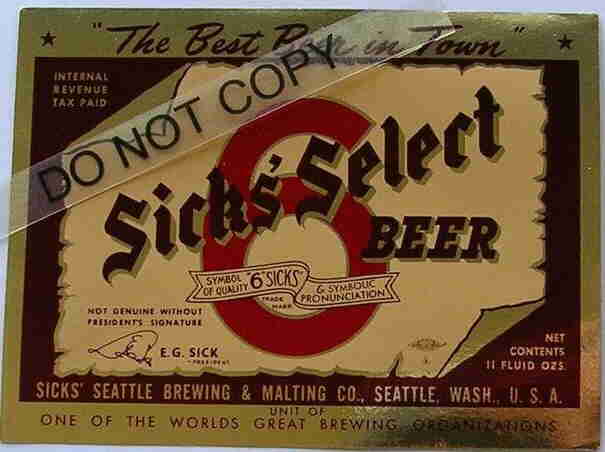 "The Best Beer in Town"
INTERNAL
REVENUE
TAX PAID
DO NOT COPY
6
Sicks' Select
BEER
SYMBOL OF QUALITY "6" SICKS' & SYMBOLIC PRONUNCIATION
TRADE MARK
NOT GENUINE WITHOUT
PRESIDENT'S SIGNATURE
E.G. SICK
PRESIDENT
NET
CONTENTS
11 FLUID OZS.
SICKS' SEATTLE BREWING & MALTING CO., SEATTLE, WASH., U. S. A.
UNIT OF
ONE OF THE WORLDS GREAT BREWING ORGANIZATIONS